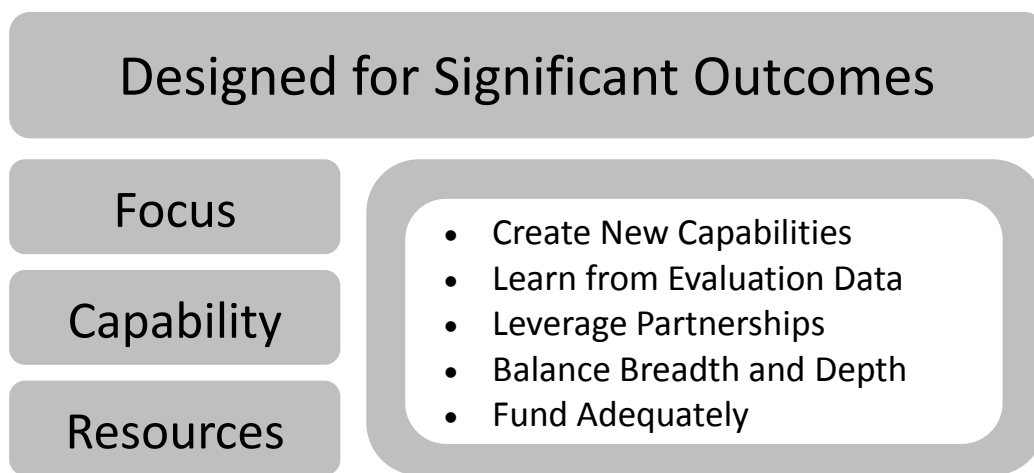 Designed for Significant Outcomes
Focus
Capability
Resources
• Create New Capabilities
• Learn from Evaluation Data
• Leverage Partnerships
• Balance Breadth and Depth
• Fund Adequately